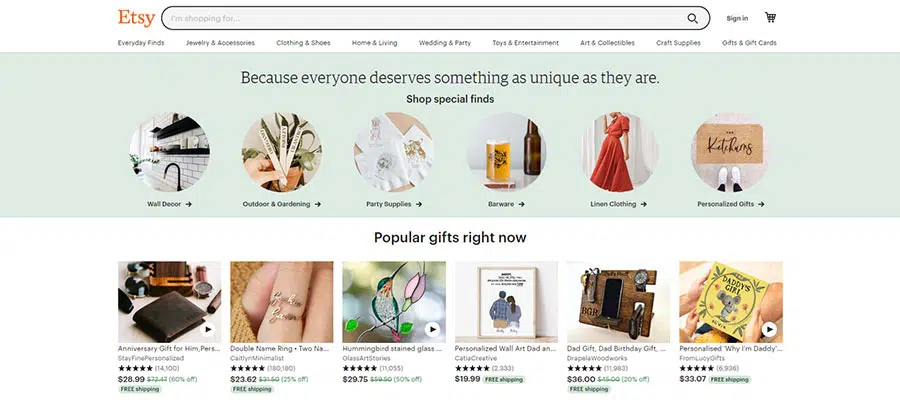 Etsy
I'm shopping for...
Sign in
Everyday Finds
Jewelry & Accessories
Clothing & Shoes
Home & Living
Wedding & Party
Toys & Entertainment
Art & Collectibles
Craft Supplies
Gifts & Gift Cards
Because everyone deserves something as unique as they are.
Shop special finds
Wall Decor →
Outdoor & Gardening →
Party Supplies →
Barware →
Linen Clothing →
THE
Ketchums
Personalized Gifts →
Popular gifts right now
Anniversary Gift for Him,Pers...
StayFinePersonalized
★★★★★ (14,100)
$28.99 $72.47 (60% off)
FREE shipping
Double Name Ring • Two Na...
CaitlynMinimalist
★★★★★ (180,180)
$23.62 $31.50 (25% off)
FREE shipping
Hummingbird stained glass ...
GlassArtStories
★★★★★ (11,055)
$29.75 $59.50 (50% off)
Personalized Wall Art Dad an...
CatiaCreative
★★★★★ (2,333)
$19.99 FREE shipping
BGR
Dad Gift, Dad Birthday Gift, ...
DrapelaWoodworks
★★★★★ (11,983)
$36.00 $45.00 (20% off)
FREE shipping
DADDY'S
GIRL
Personalised 'Why I'm Daddy'...
FromLucyGifts
★★★★★ (6,936)
$33.07 FREE shipping